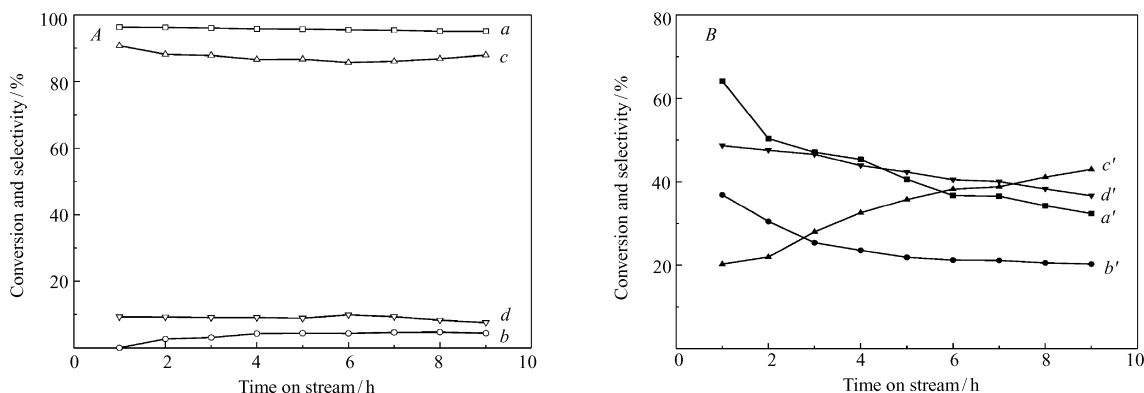 Conversion and selectivity / %
100
80
60
40
20
A
a
c
d
b
0
2
4
6
8
10
Time on stream / h
Conversion and selectivity / %
80
60
40
20
B
c′
d′
a′
b′
0
2
4
6
8
10
Time on stream / h